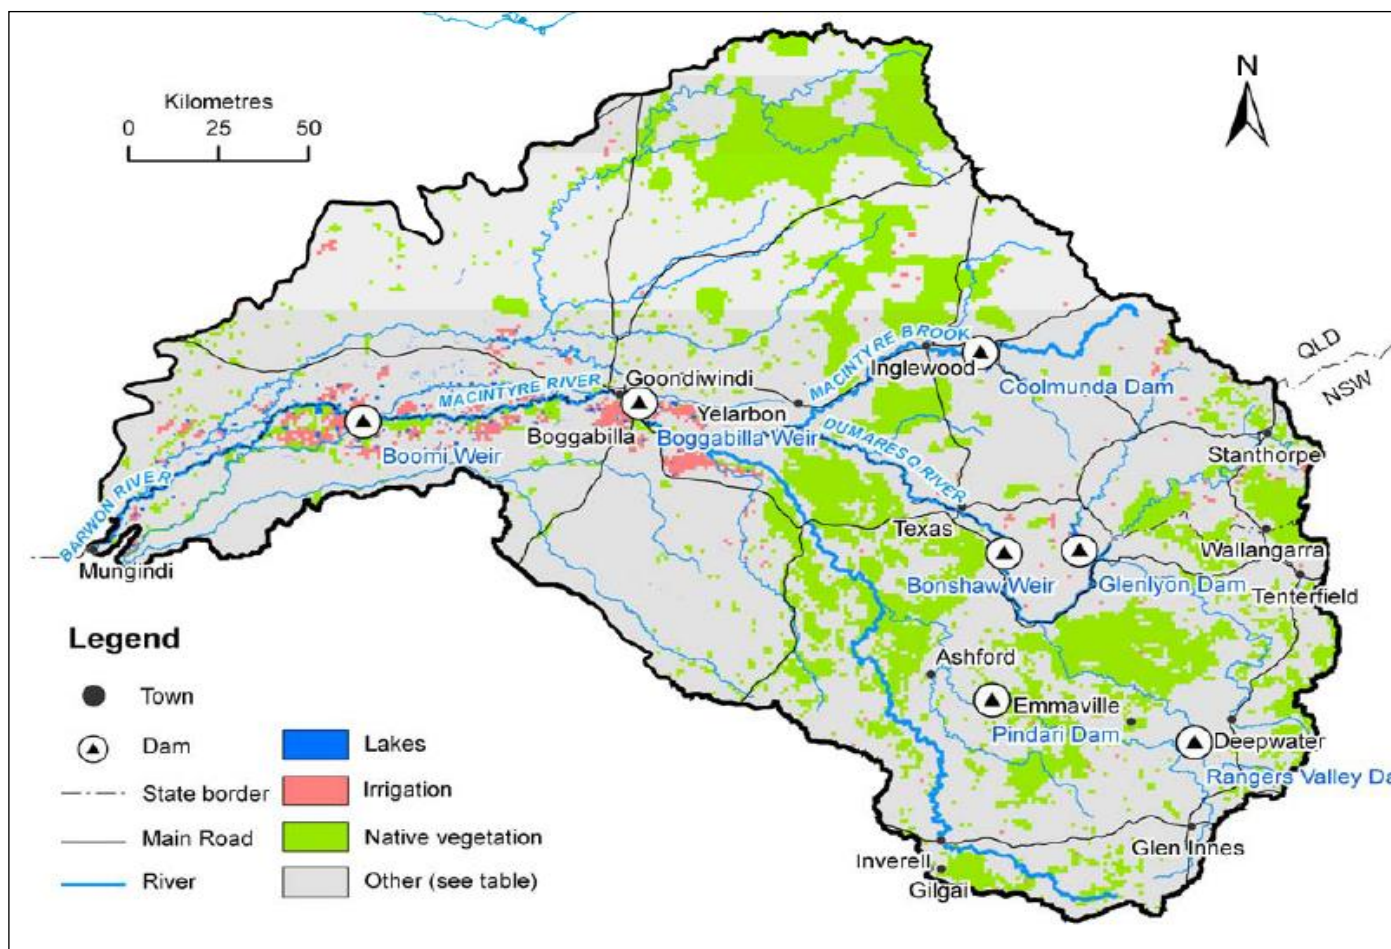 Kilometres
0 25 50
N
QLD
NSW
MACINTYRE BROOK
Inglewood
Coolmunda Dam
Goondiwindi
MACINTYRE RIVER
Yelarbon
Boggabilla
Boggabilla Weir
DUMARESQ RIVER
Boomi Weir
Stanthorpe
BARWON RIVER
Texas
Wallangarra
Mungindi
Bonshaw Weir
Glenlyon Dam
Tenterfield
Legend
Town
Dam
State border
Main Road
River
Lakes
Irrigation
Native vegetation
Other (see table)
Ashford
Emmaville
Pindari Dam
Deepwater
Rangers Valley Da
Glen Innes
Inverell
Gilgai